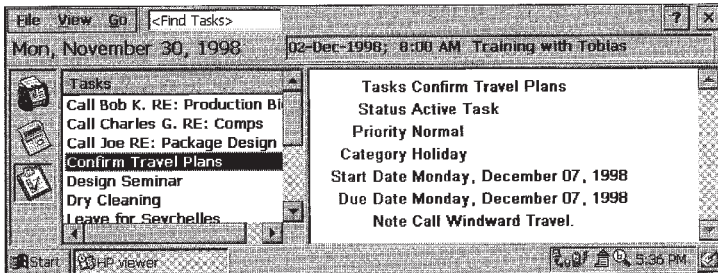 File View Go <Find Tasks> ? ×
Mon, November 30, 1998 02-Dec-1998; 8:00 AM Training with Tobias
Tasks
Call Bob K. RE: Production Bi
Call Charles G. RE: Comps
Call Joe RE: Package Design
Confirm Travel Plans
Design Seminar
Dry Cleaning
Leave for Seychelles
Tasks Confirm Travel Plans
Status Active Task
Priority Normal
Category Holiday
Start Date Monday, December 07, 1998
Due Date Monday, December 07, 1998
Note Call Windward Travel.
Start HP viewer 5:36 PM